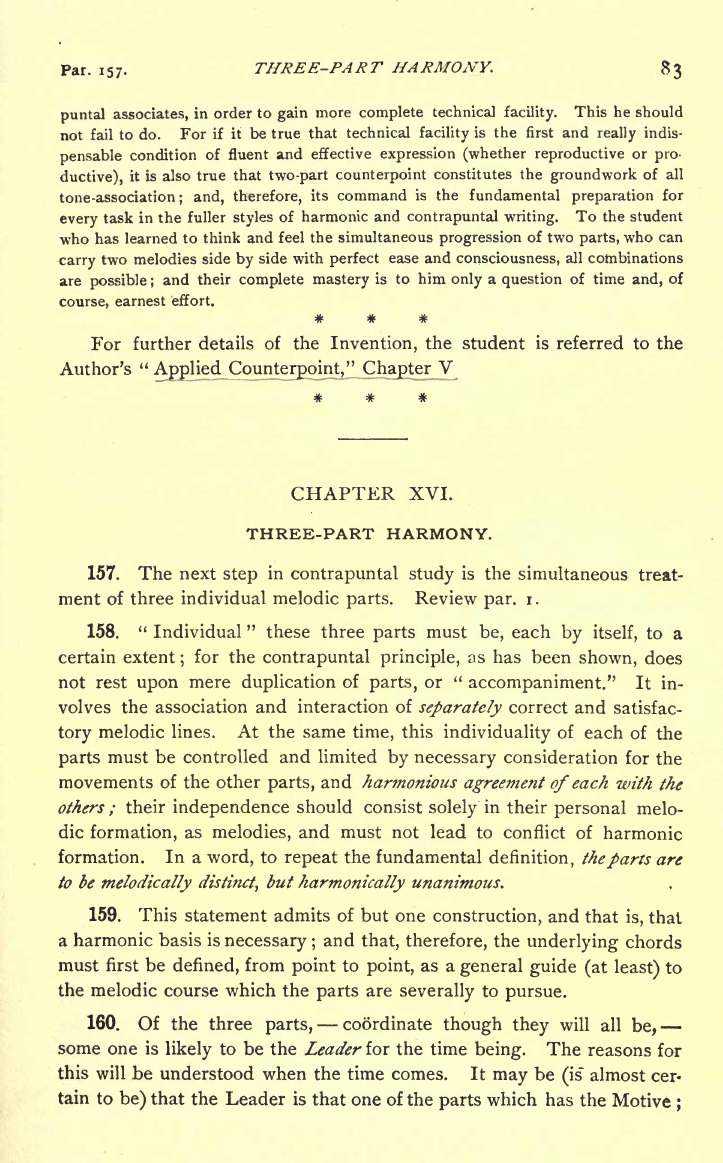 Par. 157. THREE-PART HARMONY. 83
puntal associates, in order to gain more complete technical facility. This he should
not fail to do. For if it be true that technical facility is the first and really indis-
pensable condition of fluent and effective expression (whether reproductive or pro-
ductive), it is also true that two-part counterpoint constitutes the groundwork of all
tone-association; and, therefore, its command is the fundamental preparation for
every task in the fuller styles of harmonic and contrapuntal writing. To the student
who has learned to think and feel the simultaneous progression of two parts, who can
carry two melodies side by side with perfect ease and consciousness, all combinations
are possible; and their complete mastery is to him only a question of time and, of
course, earnest effort.
* * *
For further details of the Invention, the student is referred to the
Author's "Applied Counterpoint," Chapter V
* * *
CHAPTER XVI.
THREE-PART HARMONY.
157. The next step in contrapuntal study is the simultaneous treat-
ment of three individual melodic parts. Review par. 1.
158. "Individual" these three parts must be, each by itself, to a
certain extent; for the contrapuntal principle, as has been shown, does
not rest upon mere duplication of parts, or "accompaniment." It in-
volves the association and interaction of separately correct and satisfac-
tory melodic lines. At the same time, this individuality of each of the
parts must be controlled and limited by necessary consideration for the
movements of the other parts, and harmonious agreement of each with the
others; their independence should consist solely in their personal melo-
dic formation, as melodies, and must not lead to conflict of harmonic
formation. In a word, to repeat the fundamental definition, the parts are
to be melodically distinct, but harmonically unanimous.
159. This statement admits of but one construction, and that is, that
a harmonic basis is necessary; and that, therefore, the underlying chords
must first be defined, from point to point, as a general guide (at least) to
the melodic course which the parts are severally to pursue.
160. Of the three parts, — coördinate though they will all be, —
some one is likely to be the Leader for the time being. The reasons for
this will be understood when the time comes. It may be (is almost cer-
tain to be) that the Leader is that one of the parts which has the Motive;